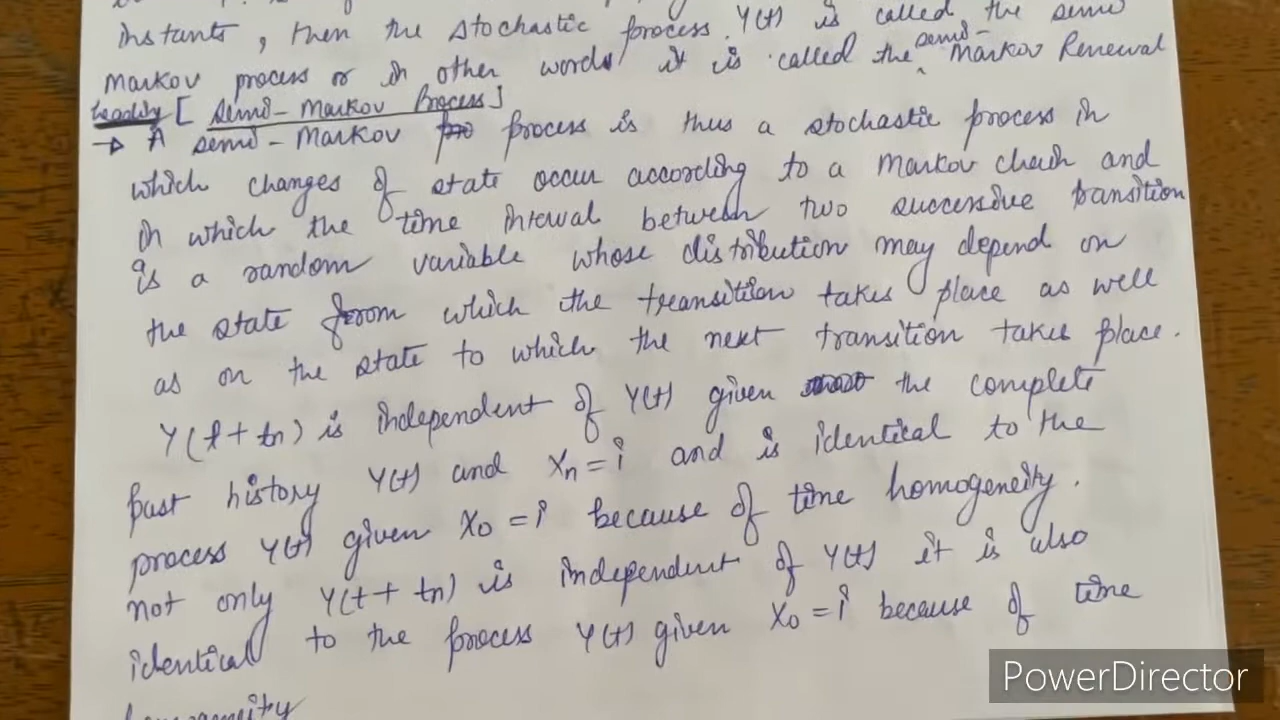 instants, then the stochastic process Y(t) is called the semi
Markov process or in other words it is called the semi- Markov Renewal
heading [ Semi-Markov Process ]
→ A semi-Markov process is thus a stochastic process in
which changes of state occur according to a Markov chain and
in which the time interval between two successive transition
is a random variable whose distribution may depend on
the state from which the transition takes place as well
as on the state to which the next transition takes place.
Y(t + tn) is independent of Y(t) given the complete
past history Y(t) and Xn = i and is identical to the
process Y(t) given X0 = i because of time homogeneity.
not only Y(t + tn) is independent of Y(t) it is also
identical to the process Y(t) given X0 = i because of time
homogeneity
PowerDirector